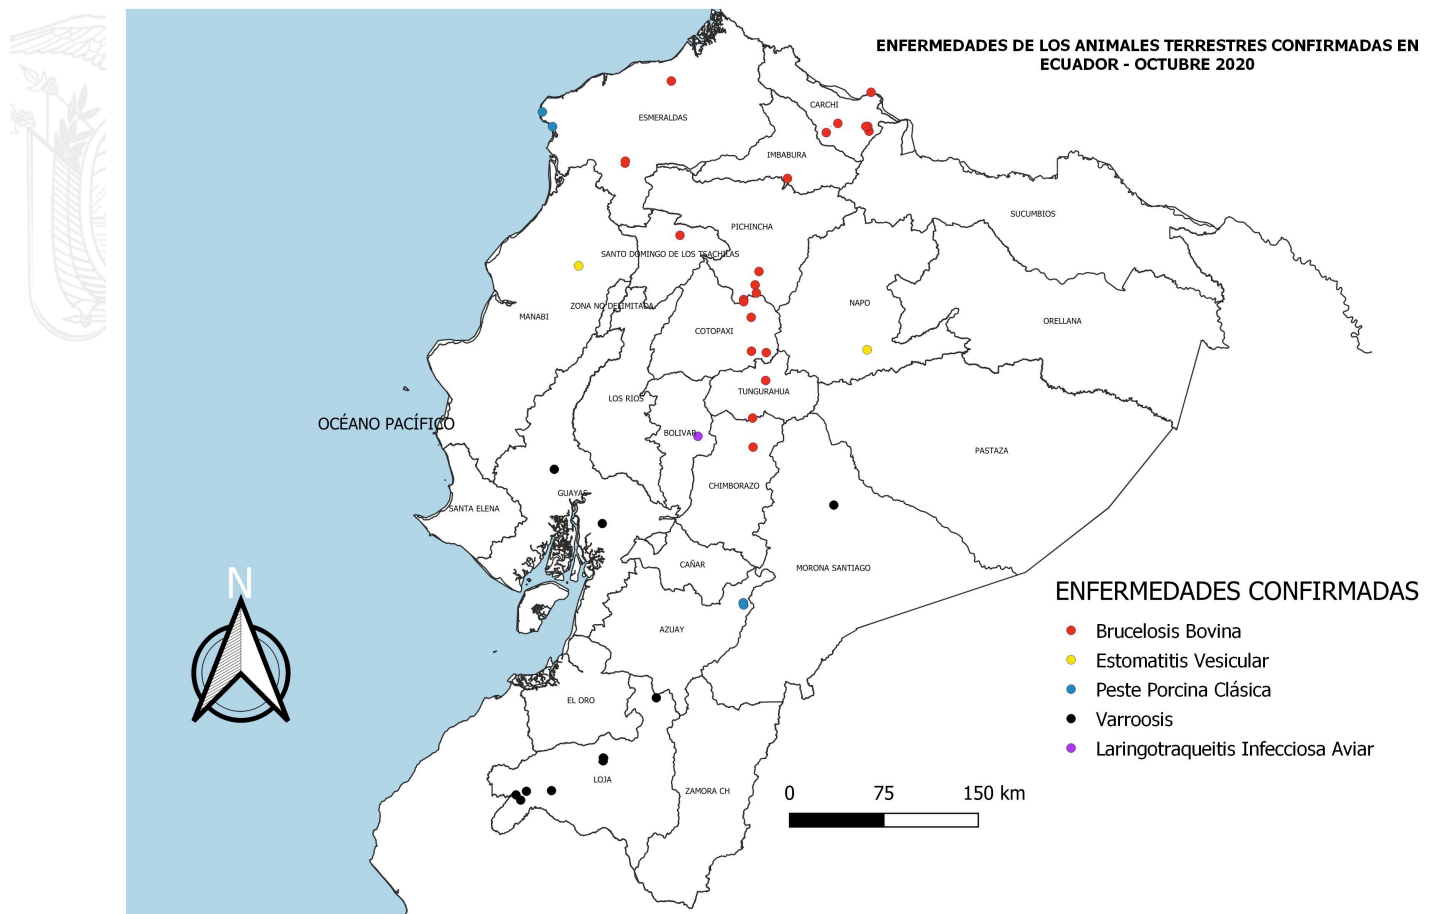 ENFERMEDADES DE LOS ANIMALES TERRESTRES CONFIRMADAS EN
ECUADOR - OCTUBRE 2020
CARCHI
ESMERALDAS
IMBABURA
SUCUMBIOS
PICHINCHA
SANTO DOMINGO DE LOS TSACHILAS
NAPO
ZONA NO DELIMITADA
MANABI
ORELLANA
COTOPAXI
TUNGURAHUA
LOS RIOS
OCÉANO PACÍFICO
BOLIVAR
PASTAZA
CHIMBORAZO
GUAYAS
SANTA ELENA
CAÑAR
MORONA SANTIAGO
N
AZUAY
EL ORO
LOJA
ZAMORA CH
ENFERMEDADES CONFIRMADAS
Brucelosis Bovina
Estomatitis Vesicular
Peste Porcina Clásica
Varroosis
Laringotraqueitis Infecciosa Aviar
0 75 150 km